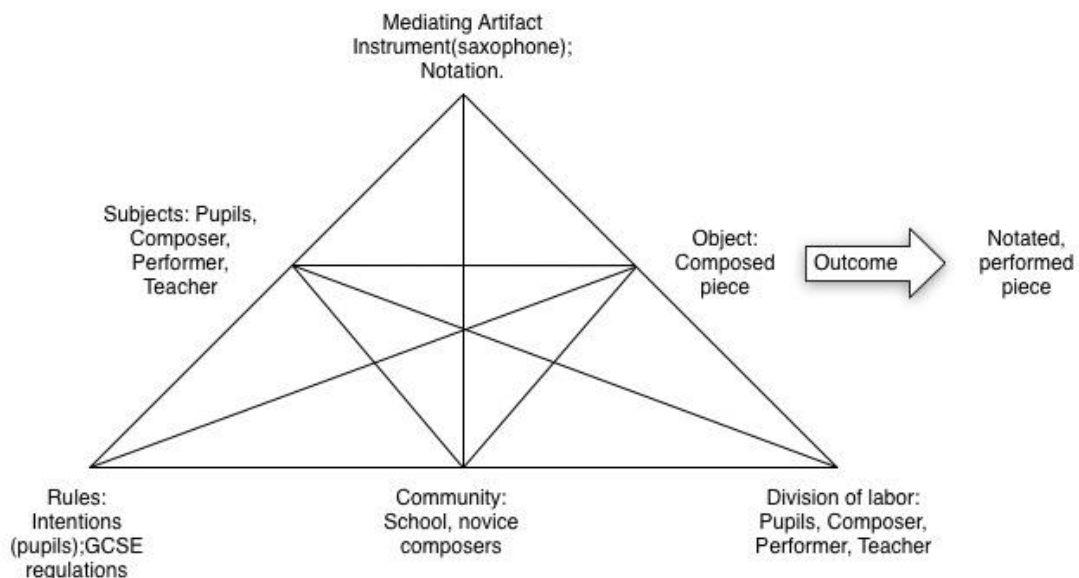 Mediating Artifact
Instrument(saxophone);
Notation.
Subjects: Pupils,
Composer,
Performer,
Teacher
Object:
Composed
piece
Outcome
Notated,
performed
piece
Rules:
Intentions
(pupils);GCSE
regulations
Community:
School, novice
composers
Division of labor:
Pupils, Composer,
Performer, Teacher